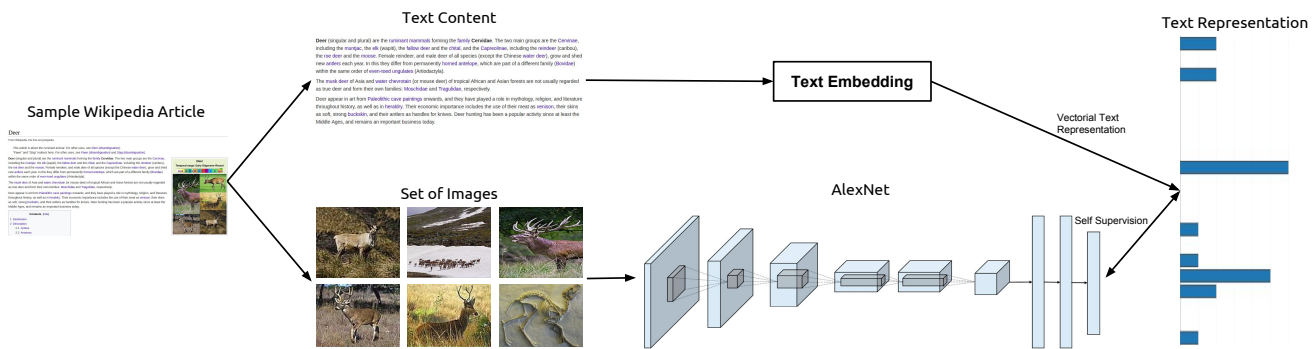 Text Content
Text Representation
Deer (singular and plural) are the ruminant mammals forming the family Cervidae. The two main groups are the Cervinae,
including the muntjac, the elk (wapiti), the fallow deer and the chital, and the Capreolinae, including the reindeer (caribou),
the roe deer and the moose. Female reindeer, and male deer of all species (except the Chinese water deer), grow and shed
new antlers each year. In this they differ from permanently horned antelope, which are part of a different family (Bovidae)
within the same order of even-toed ungulates (Artiodactyla).
The musk deer of Asia and water chevrotain (or mouse deer) of tropical African and Asian forests are not usually regarded
as true deer and form their own families: Moschidae and Tragulidae, respectively.
Deer appear in art from Paleolithic cave paintings onwards, and they have played a role in mythology, religion, and literature
throughout history, as well as in heraldry. Their economic importance includes the use of their meat as venison, their skins
as soft, strong buckskin, and their antlers as handles for knives. Deer hunting has been a popular activity since at least the
Middle Ages, and remains an important business today.
Text Embedding
Sample Wikipedia Article
Deer
Vectorial Text
Representation
Set of Images
AlexNet
Self Supervision